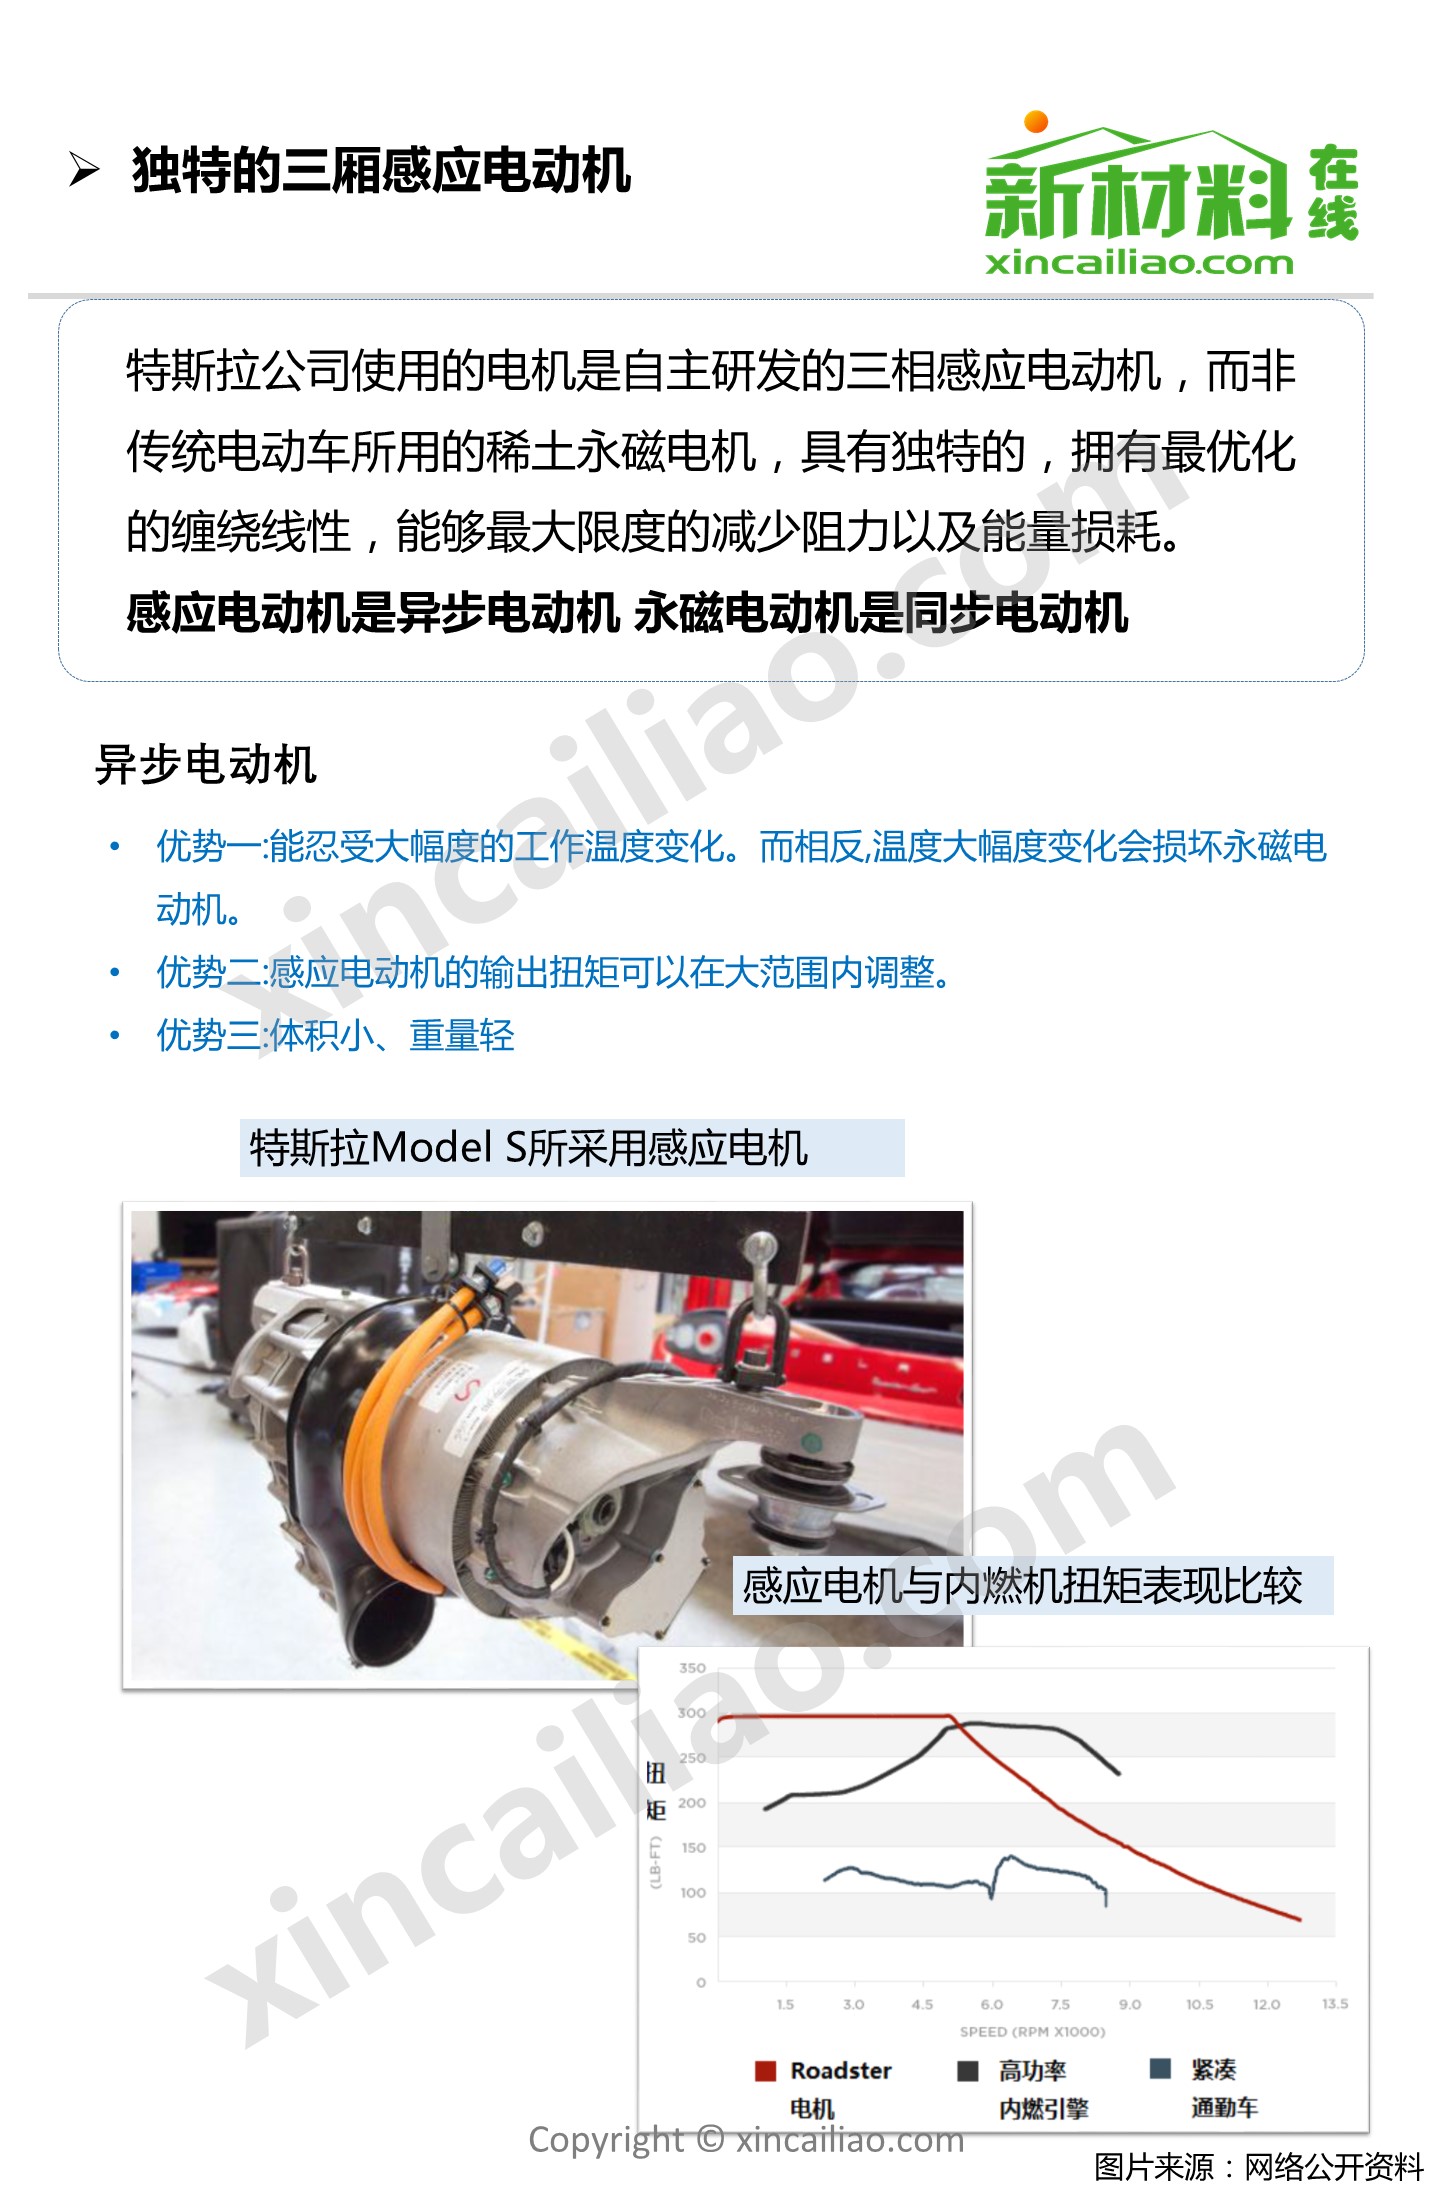 独特的三厢感应电动机
新材料在线
xincailiao.com
特斯拉公司使用的电机是自主研发的三相感应电动机，而非
传统电动车所用的稀土永磁电机，具有独特的，拥有最优化
的缠绕线性，能够最大限度的减少阻力以及能量损耗。
感应电动机是异步电动机 永磁电动机是同步电动机
异步电动机
• 优势一:能忍受大幅度的工作温度变化。而相反,温度大幅度变化会损坏永磁电
动机。
• 优势二:感应电动机的输出扭矩可以在大范围内调整。
• 优势三:体积小、重量轻
xincailiao.com
特斯拉Model S所采用感应电机
感应电机与内燃机扭矩表现比较
350
300
250
200
150
100
50
0
扭矩
(LB-FT)
1.5 3.0 4.5 6.0 7.5 9.0 10.5 12.0 13.5
SPEED (RPM X1000)
Roadster 高功率 紧凑
电机 内燃引擎 通勤车
xincailiao.com
Copyright © xincailiao.com
图片来源：网络公开资料